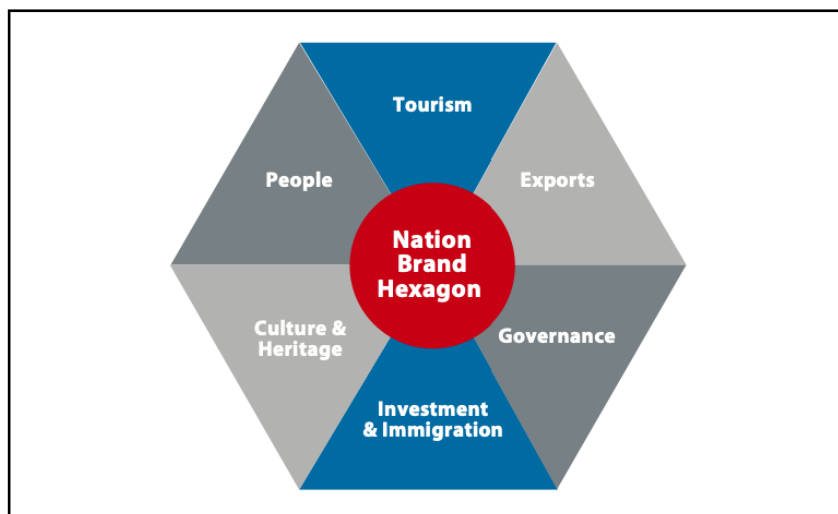 Tourism
People
Exports
Nation
Brand
Hexagon
Culture &
Heritage
Governance
Investment
& Immigration